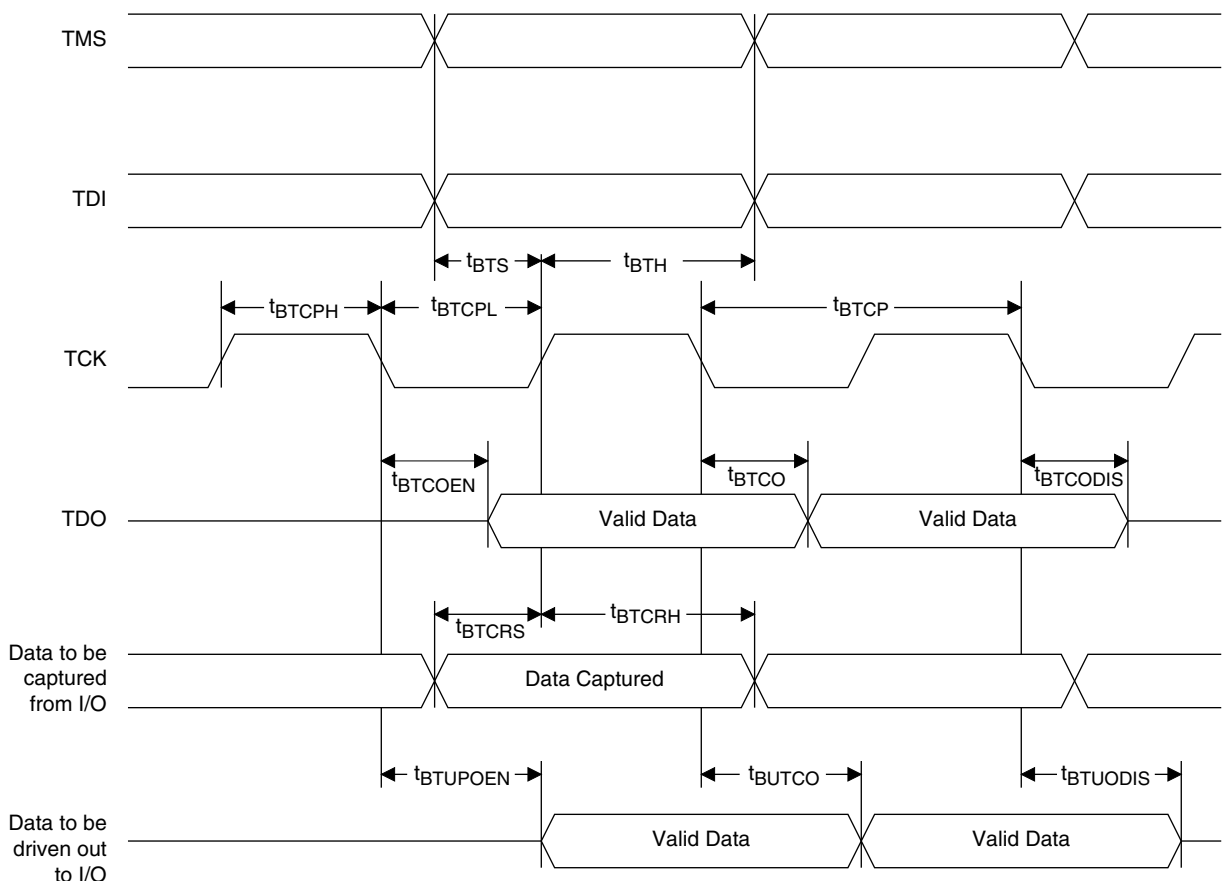 TMS
TDI
tBTS
tBTH
tBTCPH
tBTCPL
tBTCP
TCK
tBTCOEN
tBTCO
tBTCODIS
TDO
Valid Data
Valid Data
tBTCRS
tBTCRH
Data to be
captured
from I/O
Data Captured
tBTUPOEN
tBUTCO
tBTUODIS
Data to be
driven out
to I/O
Valid Data
Valid Data